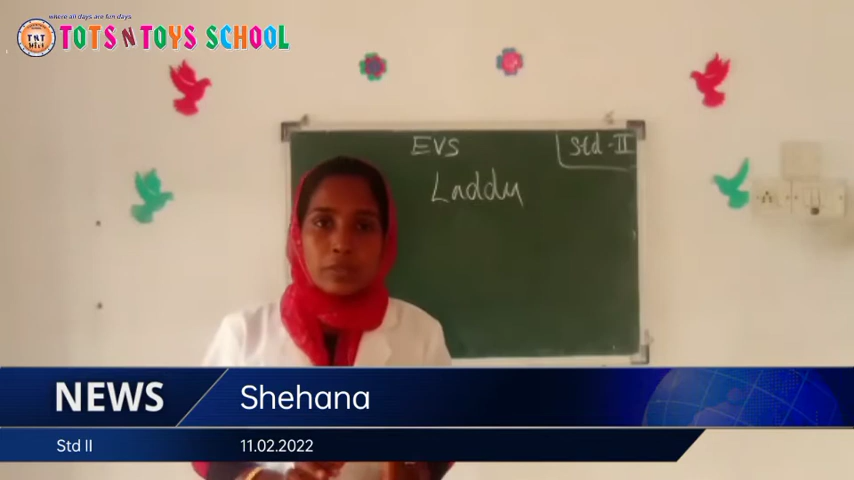 where all days are fun days
TOTS N TOYS SCHOOL
TNT
EVS
Std-II
Laddu
NEWS
Shehana
Std II
11.02.2022